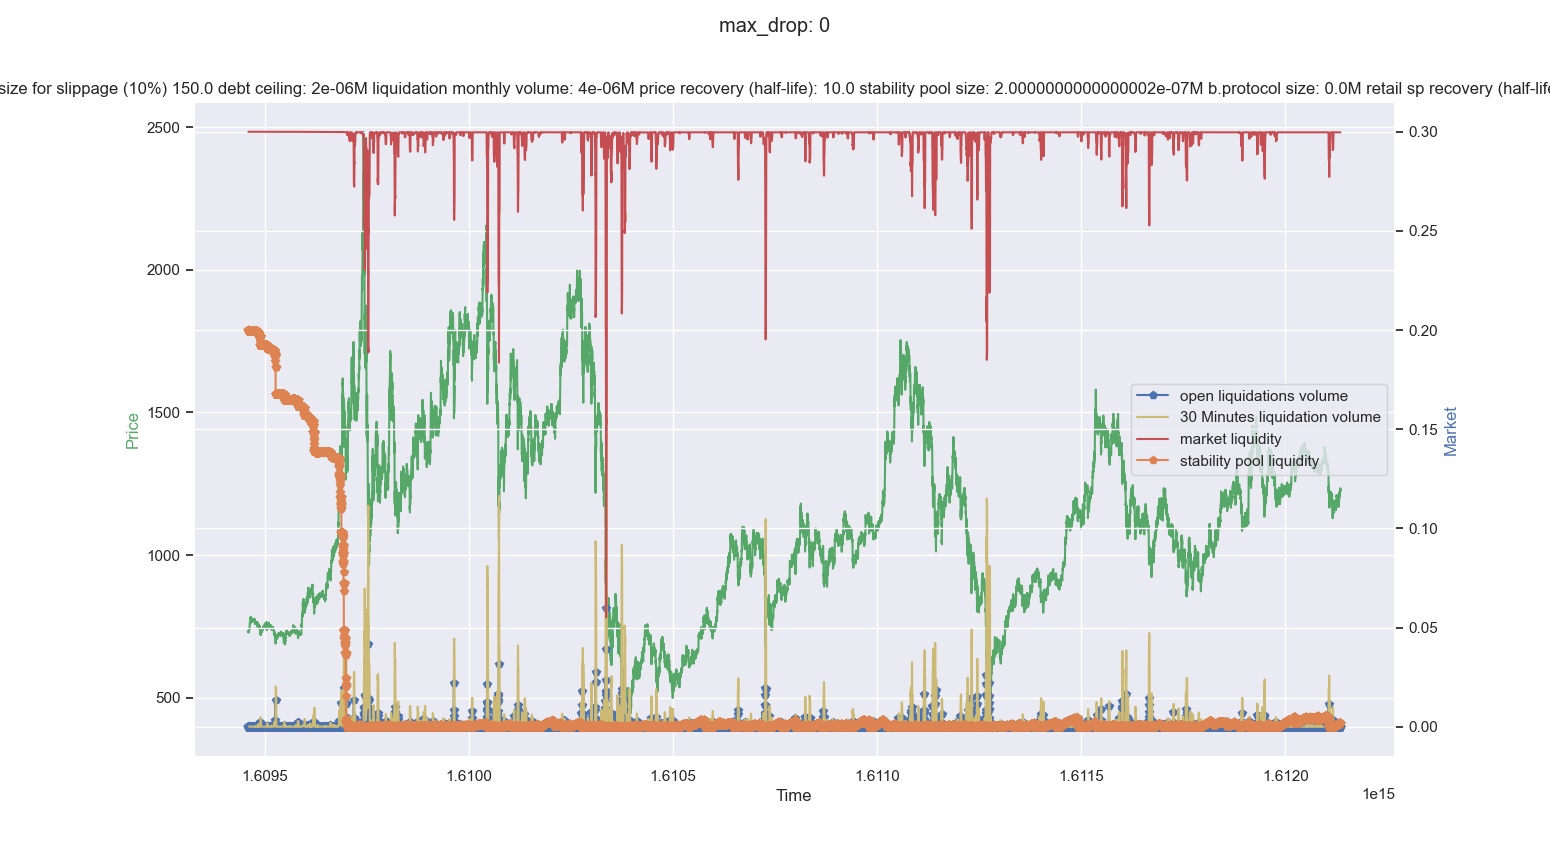 max_drop: 0
size for slippage (10%) 150.0 debt ceiling: 2e-06M liquidation monthly volume: 4e-06M price recovery (half-life): 10.0 stability pool size: 2.0000000000000002e-07M b.protocol size: 0.0M retail sp recovery (half-life
2500
2000
1500
1000
500
Price
0.30
0.25
0.20
0.15
0.10
0.05
0.00
Market
open liquidations volume
30 Minutes liquidation volume
market liquidity
stability pool liquidity
1.6095 1.6100 1.6105 1.6110 1.6115 1.6120
Time
1e15